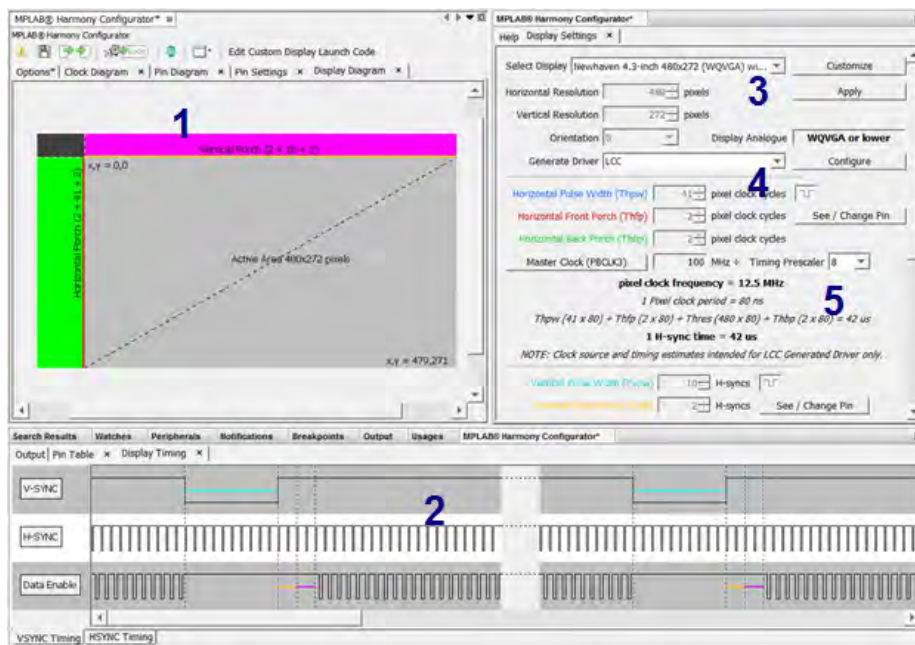 MPLAB® Harmony Configurator*
MPLAB® Harmony Configurator
Edit Custom Display Launch Code
Options* Clock Diagram Pin Diagram Pin Settings Display Diagram
1
Vertical Porch (2 + 10 + 2)
x,y = 0,0
Horizontal Porch (2 + 41 + 2)
Active Area 480x272 pixels
x,y = 479,271
MPLAB® Harmony Configurator*
Help Display Settings
Select Display Newhaven 4.3-inch 480x272 (WQVGA) wi... Customize
3
Horizontal Resolution 480 pixels Apply
Vertical Resolution 272 pixels
Orientation 0 Display Analogue WQVGA or lower
Generate Driver LCC Configure
4
Horizontal Pulse Width (Thpw) 41 pixel clock cycles
Horizontal Front Porch (Thfp) 2 pixel clock cycles See / Change Pin
Horizontal Back Porch (Thbp) 2 pixel clock cycles
Master Clock (PBCLK3) 100 MHz ÷ Timing Prescaler 8
pixel clock frequency = 12.5 MHz
5
1 Pixel clock period = 80 ns
Thpw (41 x 80) + Thfp (2 x 80) + Thres (480 x 80) + Thbp (2 x 80) = 42 us
1 H-sync time = 42 us
NOTE: Clock source and timing estimates intended for LCC Generated Driver only.
Vertical Pulse Width 10 H-syncs
2 H-syncs See / Change Pin
Search Results Watches Peripherals Notifications Breakpoints Output Usages MPLAB® Harmony Configurator*
Output Pin Table Display Timing
V-SYNC
2
H-SYNC
Data Enable
VSYNC Timing HSYNC Timing